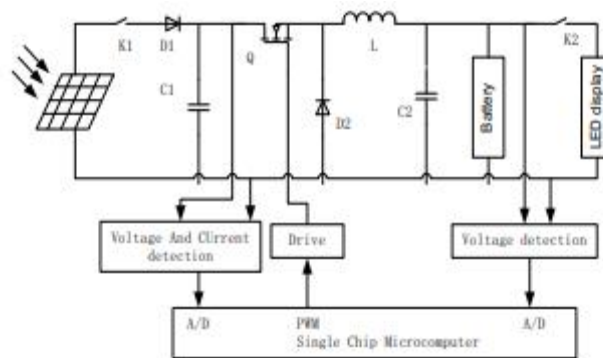 K1
D1
Q
L
K2
C1
C2
D2
Battery
LED display
Voltage And CUrrent
detection
Drive
Voltage detection
A/D
PWM
A/D
Single Chip Microcomputer